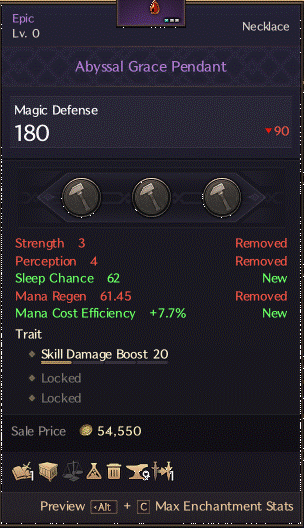 Epic
Lv. 0
Necklace
Abyssal Grace Pendant
Magic Defense
180 ▼90
Strength 3 Removed
Perception 4 Removed
Sleep Chance 62 New
Mana Regen 61.45 Removed
Mana Cost Efficiency +7.7% New
Trait
◆ Skill Damage Boost 20
◆ Locked
◆ Locked
Sale Price 54,550
Preview Alt + C Max Enchantment Stats